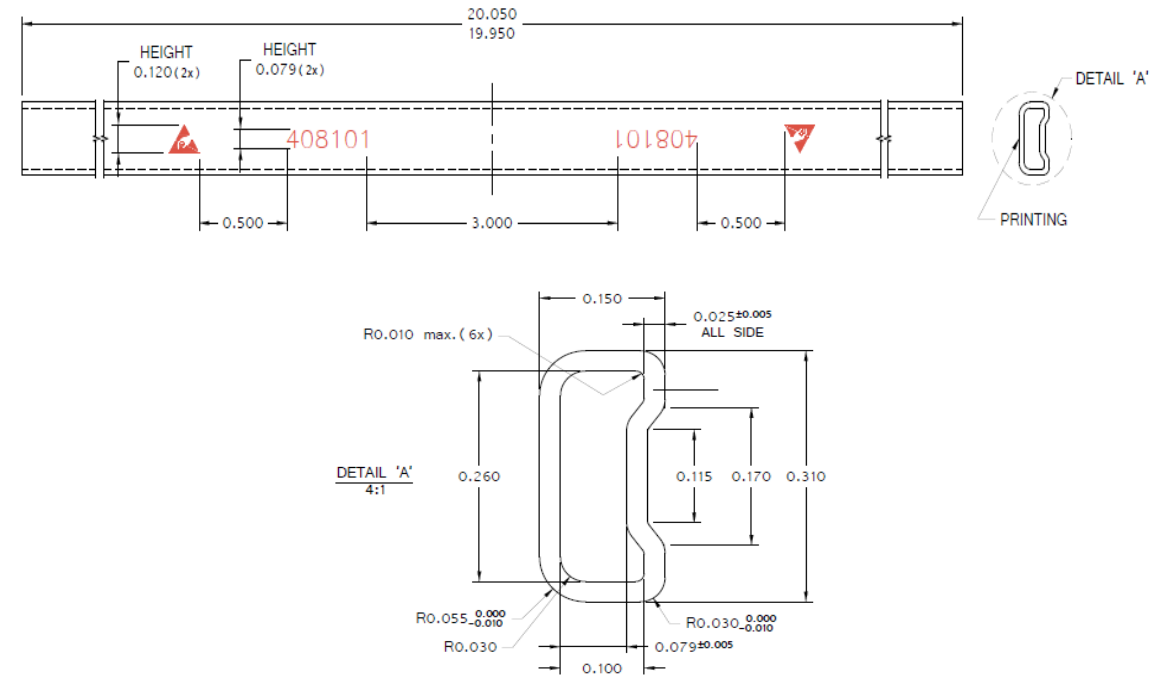 20.050
19.950
HEIGHT
0.120(2x)
HEIGHT
0.079(2x)
DETAIL 'A'
408101
408101
PRINTING
0.500
3.000
0.500
0.150
0.025±0.005
ALL SIDE
R0.010 max.(6x)
DETAIL 'A'
4:1
0.260
0.115
0.170
0.310
R0.055 0.000
-0.010
R0.030 0.000
-0.010
R0.030
0.079±0.005
0.100